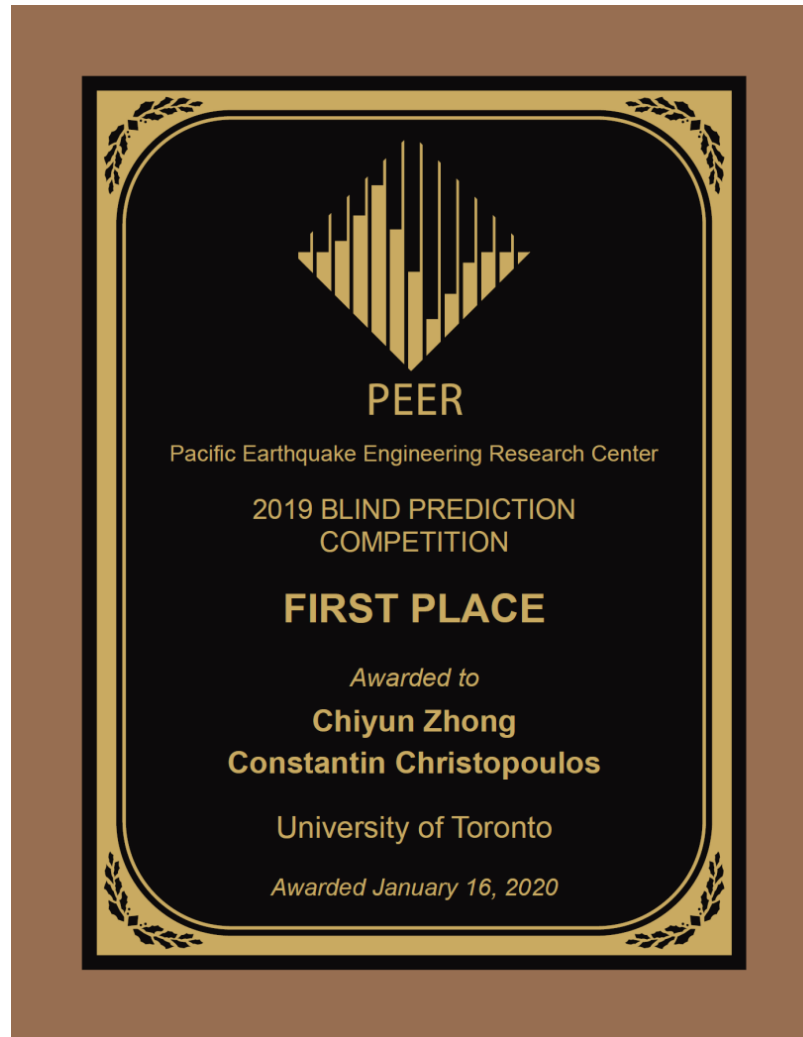 PEER
Pacific Earthquake Engineering Research Center
2019 BLIND PREDICTION
COMPETITION
FIRST PLACE
Awarded to
Chiyun Zhong
Constantin Christopoulos
University of Toronto
Awarded January 16, 2020